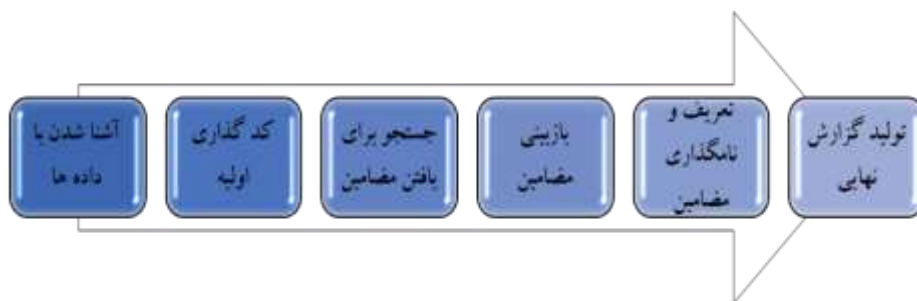 آشنا شدن با
داده ها
کد گذاری
اولیه
جستجو برای
یافتن مضامین
بازبینی
مضامین
تعریف و
نامگذاری
مضامین
تولید گزارش
نهایی